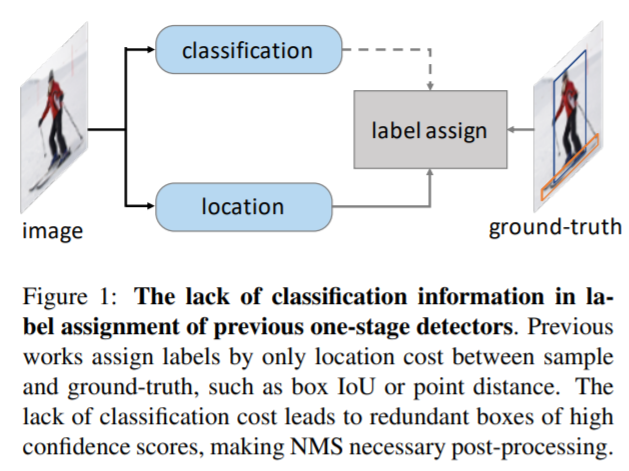 classification
label assign
location
image
ground-truth
Figure 1: The lack of classification information in la-
bel assignment of previous one-stage detectors. Previous
works assign labels by only location cost between sample
and ground-truth, such as box IoU or point distance. The
lack of classification cost leads to redundant boxes of high
confidence scores, making NMS necessary post-processing.